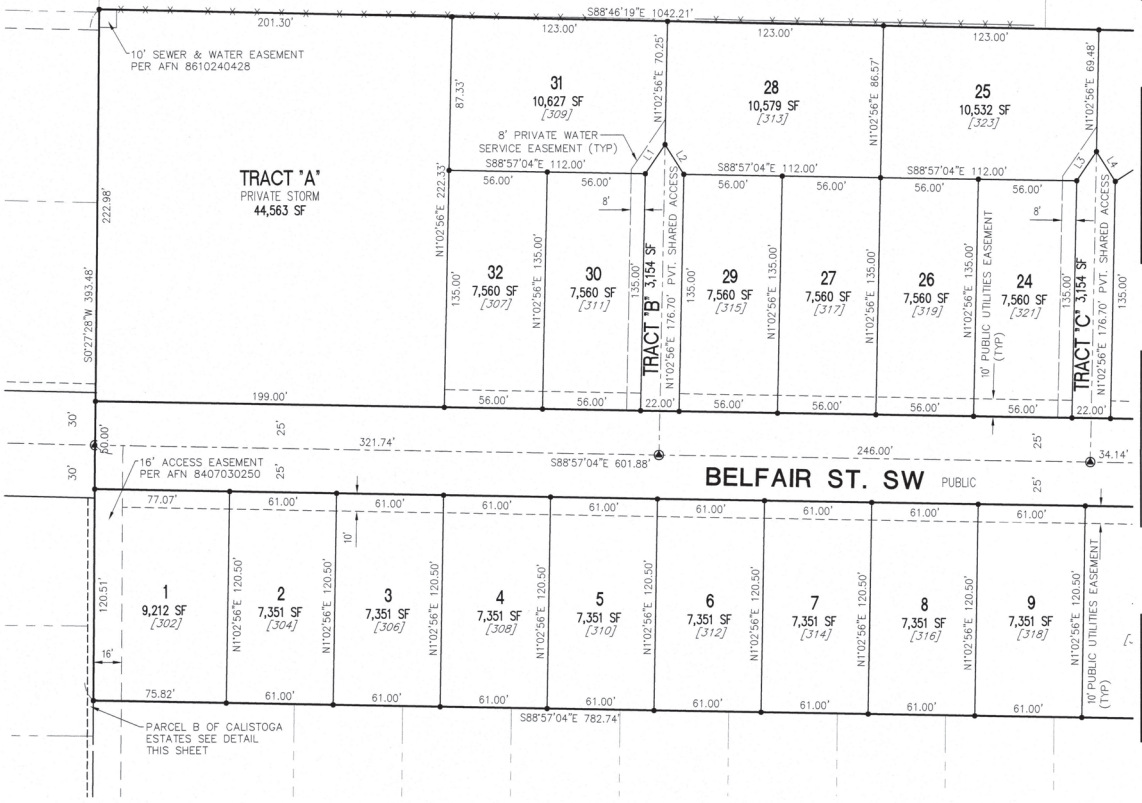 S88°46'19"E 1042.21'
201.30'
123.00'
123.00'
123.00'
10' SEWER & WATER EASEMENT
PER AFN 8610240428
87.33'
31
10,627 SF
[309]
N1°02'56"E 70.25'
28
10,579 SF
[313]
N1°02'56"E 86.57'
25
10,532 SF
[323]
N1°02'56"E 69.48'
8' PRIVATE WATER
SERVICE EASEMENT (TYP)
L1
L2
L3
L4
S88°57'04"E 112.00'
S88°57'04"E 112.00'
S88°57'04"E 112.00'
56.00'
56.00'
56.00'
56.00'
56.00'
56.00'
TRACT "A"
PRIVATE STORM
44,563 SF
222.98'
S0°27'28"W 393.48'
N1°02'56"E 222.33'
135.00'
32
7,560 SF
[307]
N1°02'56"E 135.00'
30
7,560 SF
[311]
8'
135.00'
TRACT "B" 3,154 SF
N1°02'56"E 176.70' PVT. SHARED ACCESS
135.00'
29
7,560 SF
[315]
N1°02'56"E 135.00'
27
7,560 SF
[317]
N1°02'56"E 135.00'
26
7,560 SF
[319]
N1°02'56"E 135.00'
10' PUBLIC UTILITIES EASEMENT
(TYP)
24
7,560 SF
[321]
8'
135.00'
TRACT "C" 3,154 SF
N1°02'56"E 176.70' PVT. SHARED ACCESS
135.00'
199.00'
56.00'
56.00'
22.00'
56.00'
56.00'
56.00'
56.00'
22.00'
30'
50.00'
30'
25'
25'
321.74'
S88°57'04"E 601.88'
246.00'
25'
25'
34.14'
16' ACCESS EASEMENT
PER AFN 8407030250
BELFAIR ST. SW PUBLIC
77.07'
61.00'
61.00'
61.00'
61.00'
61.00'
61.00'
61.00'
61.00'
10'
120.51'
1
9,212 SF
[302]
N1°02'56"E 120.50'
2
7,351 SF
[304]
N1°02'56"E 120.50'
3
7,351 SF
[306]
N1°02'56"E 120.50'
4
7,351 SF
[308]
N1°02'56"E 120.50'
5
7,351 SF
[310]
N1°02'56"E 120.50'
6
7,351 SF
[312]
N1°02'56"E 120.50'
7
7,351 SF
[314]
N1°02'56"E 120.50'
8
7,351 SF
[316]
N1°02'56"E 120.50'
9
7,351 SF
[318]
N1°02'56"E 120.50'
10' PUBLIC UTILITIES EASEMENT
(TYP)
16'
75.82'
61.00'
61.00'
61.00'
61.00'
61.00'
61.00'
61.00'
61.00'
S88°57'04"E 782.74'
PARCEL B OF CALISTOGA
ESTATES SEE DETAIL
THIS SHEET